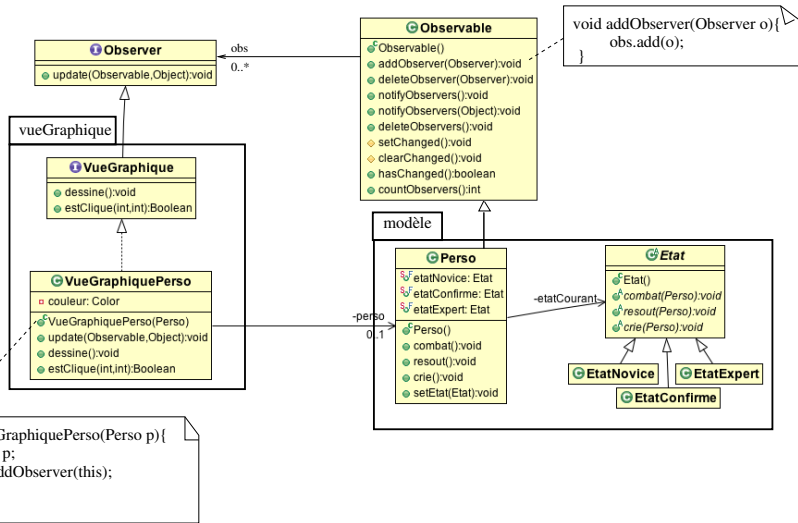 Observer
update(Observable,Object):void
obs
0..*
Observable
Observable()
addObserver(Observer):void
deleteObserver(Observer):void
notifyObservers():void
notifyObservers(Object):void
deleteObservers():void
setChanged():void
clearChanged():void
hasChanged():boolean
countObservers():int
void addObserver(Observer o){
obs.add(o);
}
vueGraphique
VueGraphique
dessine():void
estClique(int,int):Boolean
VueGraphiquePerso
couleur: Color
VueGraphiquePerso(Perso)
update(Observable,Object):void
dessine():void
estClique(int,int):Boolean
-perso
0..1
modèle
Perso
etatNovice: Etat
etatConfirme: Etat
etatExpert: Etat
Perso()
combat():void
resout():void
crie():void
setEtat(Etat):void
-etatCourant
Etat
Etat()
combat(Perso):void
resout(Perso):void
crie(Perso):void
EtatNovice
EtatExpert
EtatConfirme
GraphiquePerso(Perso p){
p;
ddObserver(this);